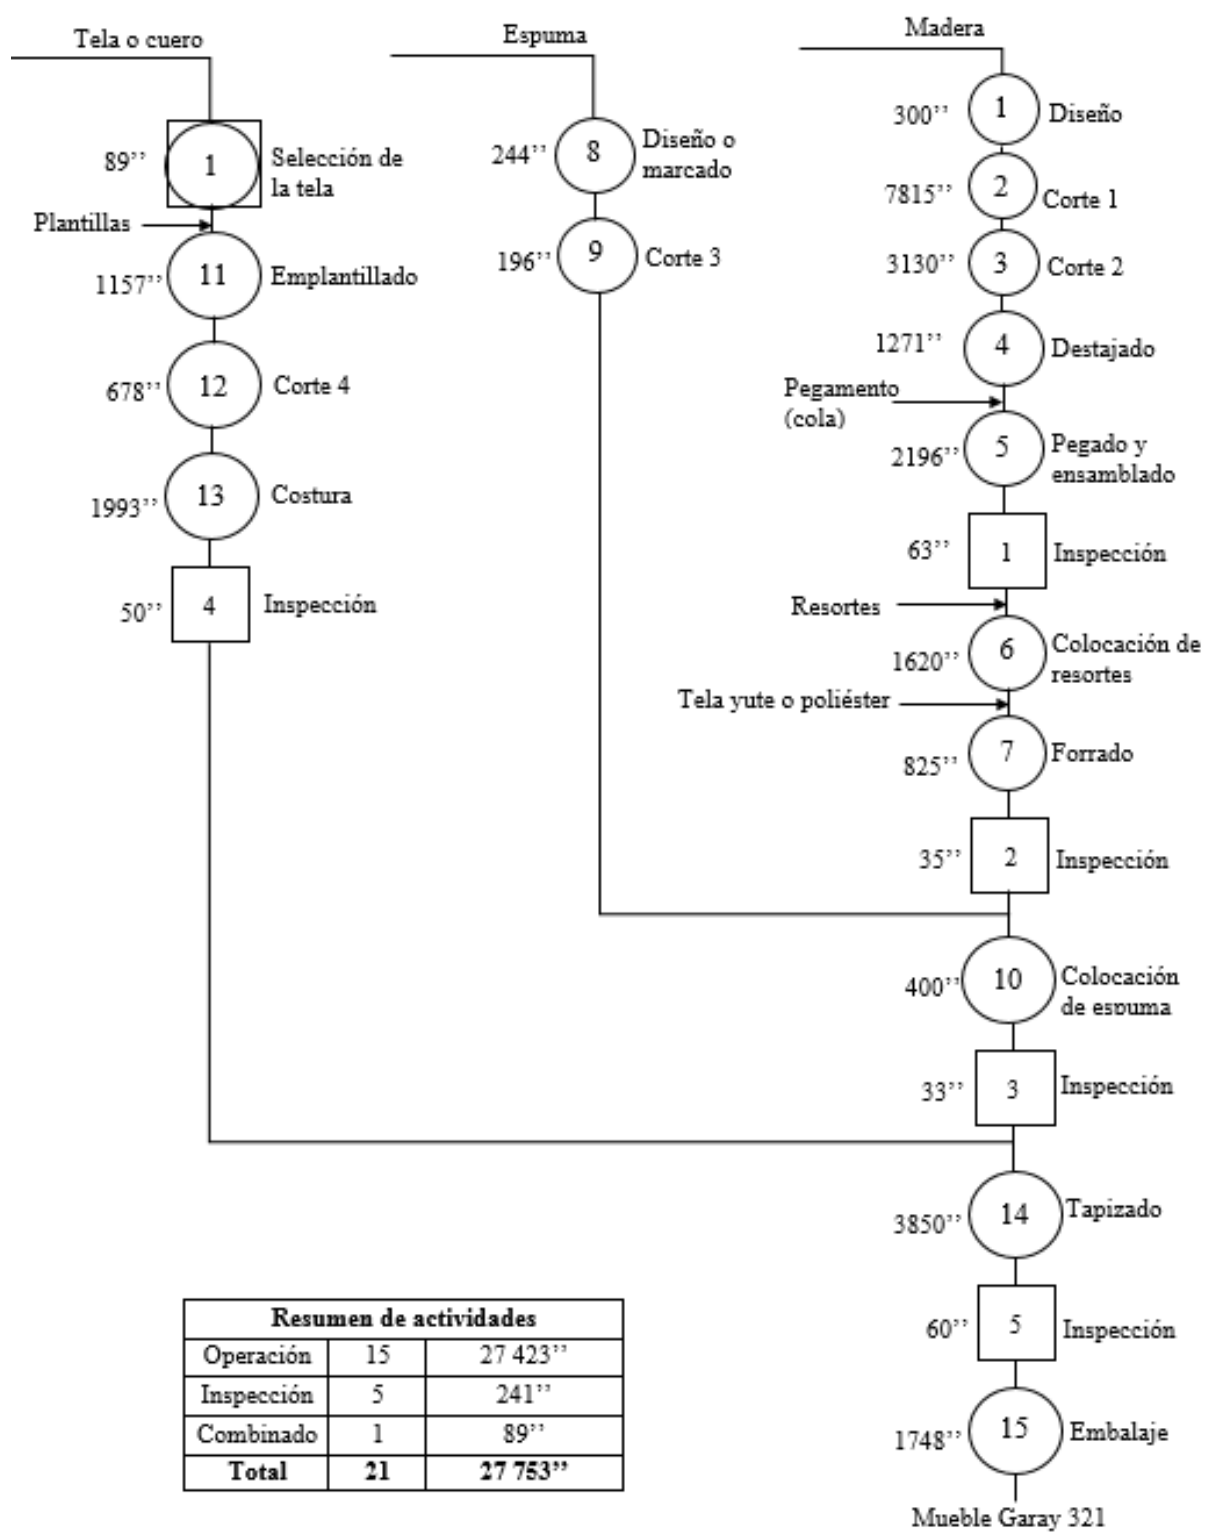 Tela o cuero
89’’
1
Selección de
la tela
Plantillas
1157’’
11
Emplantillado
678’’
12
Corte 4
1993’’
13
Costura
50’’
4
Inspección
Espuma
244’’
8
Diseño o
marcado
196’’
9
Corte 3
Madera
300’’
1
Diseño
7815’’
2
Corte 1
3130’’
3
Corte 2
1271’’
4
Destajado
Pegamento
(cola)
2196’’
5
Pegado y
ensamblado
63’’
1
Inspección
Resortes
1620’’
6
Colocación de
resortes
Tela yute o poliéster
825’’
7
Forrado
35’’
2
Inspección
400’’
10
Colocación
de espuma
33’’
3
Inspección
3850’’
14
Tapizado
60’’
5
Inspección
1748’’
15
Embalaje
Mueble Garay 321
Resumen de actividades
Operación 15 27 423’’
Inspección 5 241’’
Combinado 1 89’’
Total 21 27 753’’